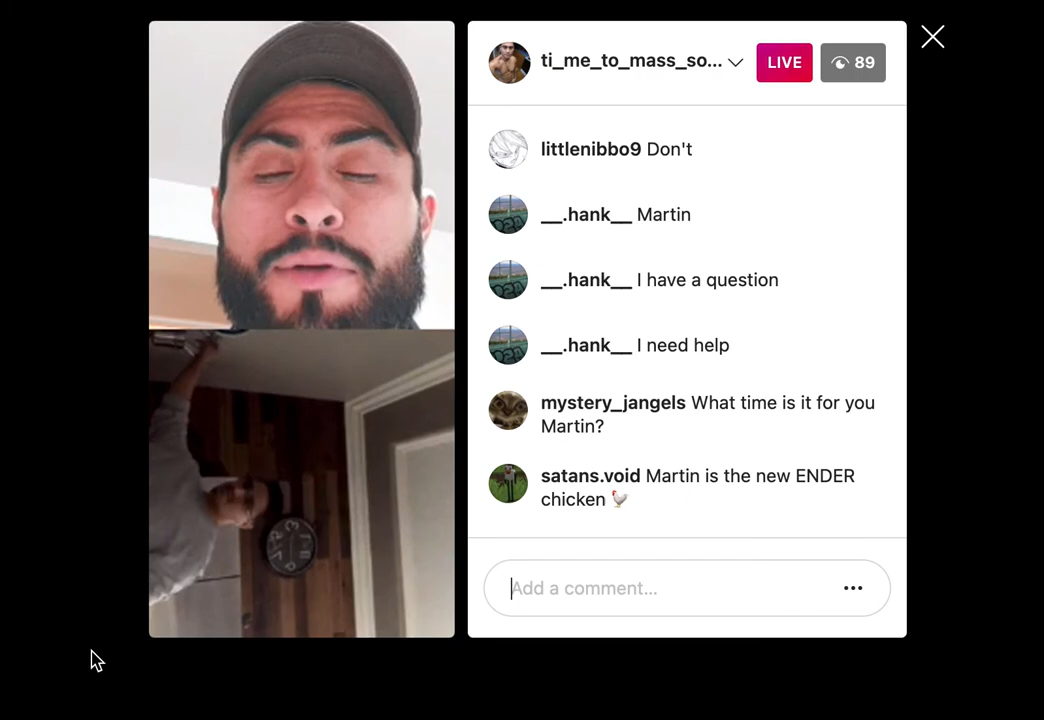 ti_me_to_mass_so...
LIVE
89
littlenibbo9 Don't
__.hank__ Martin
__.hank__ I have a question
__.hank__ I need help
mystery_jangels What time is it for you
Martin?
satans.void Martin is the new ENDER
chicken 🐓
Add a comment...